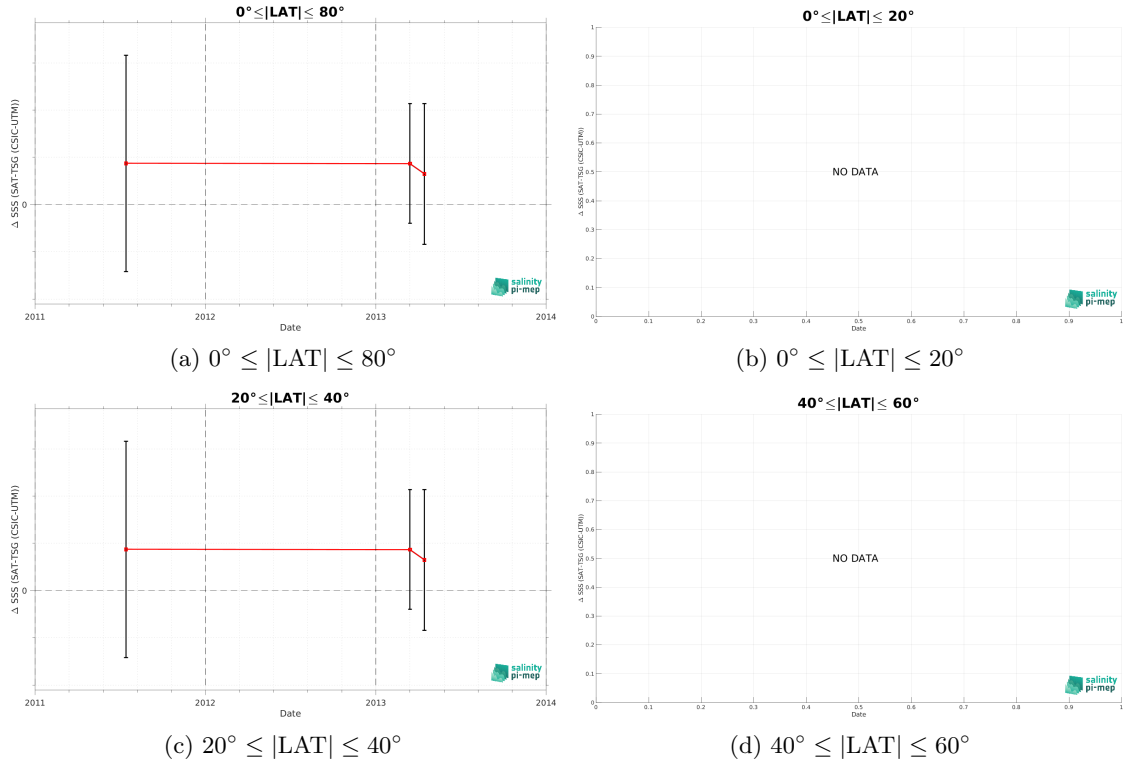 0°≤|LAT|≤ 80°
Δ SSS (SAT-TSG (CSIC-UTM))
0
salinity
pi-mep
2011 2012 2013 2014
Date
(a) 0° ≤ |LAT| ≤ 80°
0°≤|LAT|≤ 20°
Δ SSS (SAT-TSG (CSIC-UTM))
1
0.9
0.8
0.7
0.6
0.5
0.4
0.3
0.2
0.1
0
NO DATA
salinity
pi-mep
0 0.1 0.2 0.3 0.4 0.5 0.6 0.7 0.8 0.9 1
Date
(b) 0° ≤ |LAT| ≤ 20°
20°≤|LAT|≤ 40°
Δ SSS (SAT-TSG (CSIC-UTM))
0
salinity
pi-mep
2011 2012 2013 2014
Date
(c) 20° ≤ |LAT| ≤ 40°
40°≤|LAT|≤ 60°
Δ SSS (SAT-TSG (CSIC-UTM))
1
0.9
0.8
0.7
0.6
0.5
0.4
0.3
0.2
0.1
0
NO DATA
salinity
pi-mep
0 0.1 0.2 0.3 0.4 0.5 0.6 0.7 0.8 0.9 1
Date
(d) 40° ≤ |LAT| ≤ 60°